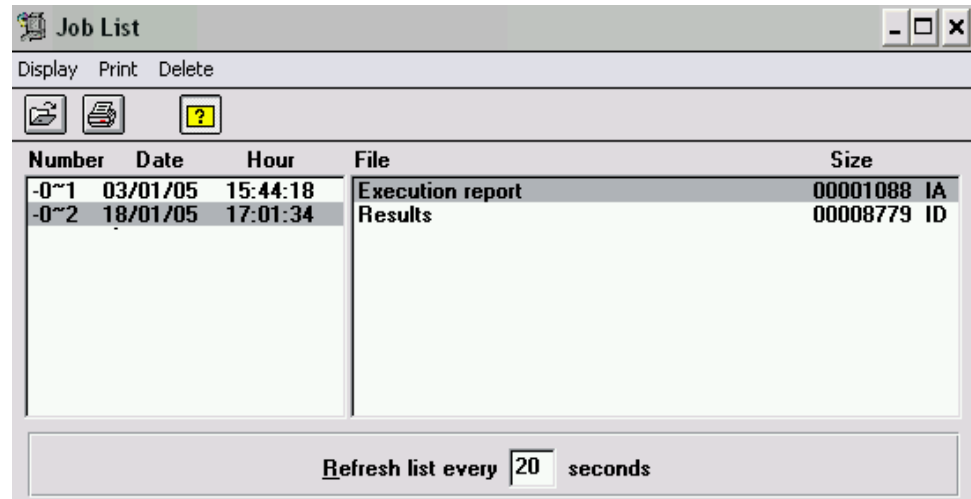 Job List
Display Print Delete
Number Date Hour File Size
-0~1 03/01/05 15:44:18 Execution report 00001088 IA
-0~2 18/01/05 17:01:34 Results 00008779 ID
Refresh list every 20 seconds